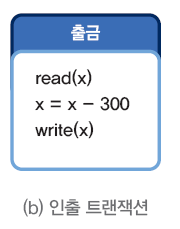 출금
read(x)
x = x − 300
write(x)
(b) 인출 트랜잭션